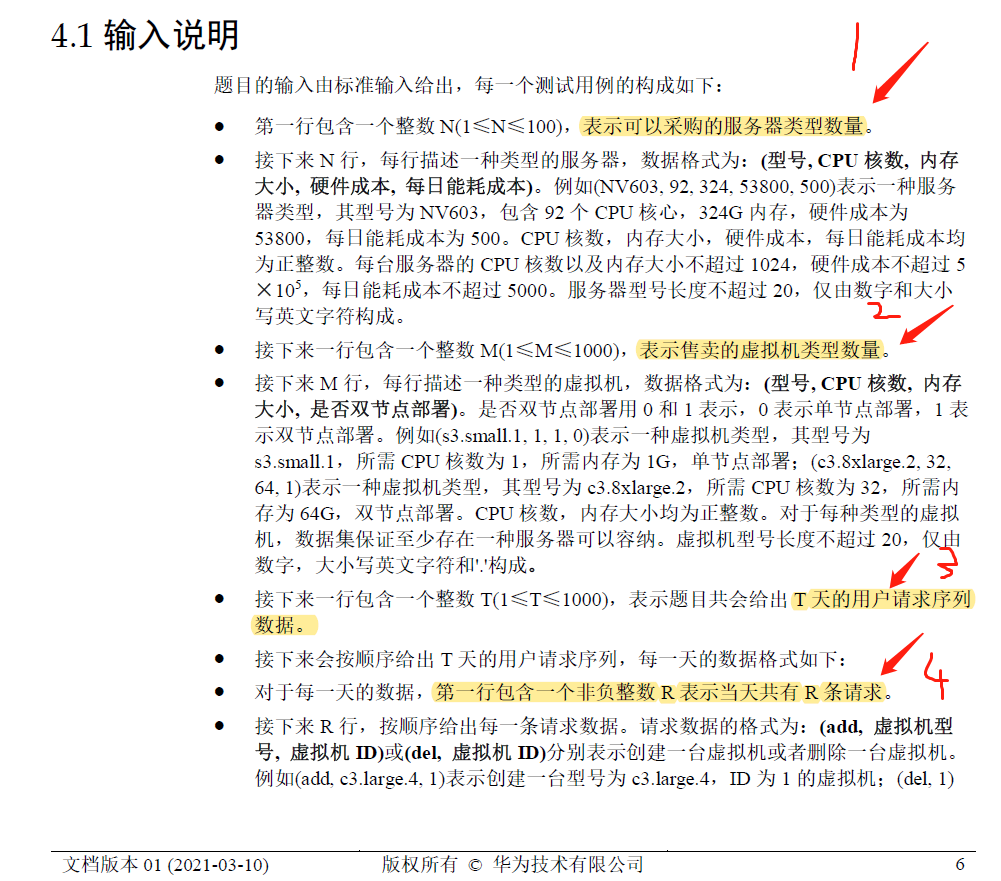 4.1 输入说明
1
题目的输入由标准输入给出，每一个测试用例的构成如下：
● 第一行包含一个整数 N(1≤N≤100)，表示可以采购的服务器类型数量。
● 接下来 N 行，每行描述一种类型的服务器，数据格式为：(型号, CPU 核数, 内存
大小, 硬件成本, 每日能耗成本)。例如(NV603, 92, 324, 53800, 500)表示一种服务
器类型，其型号为 NV603，包含 92 个 CPU 核心，324G 内存，硬件成本为
53800，每日能耗成本为 500。CPU 核数，内存大小，硬件成本，每日能耗成本均
为正整数。每台服务器的 CPU 核数以及内存大小不超过 1024，硬件成本不超过 5
×10⁵，每日能耗成本不超过 5000。服务器型号长度不超过 20，仅由数字和大小
写英文字符构成。
2
● 接下来一行包含一个整数 M(1≤M≤1000)，表示售卖的虚拟机类型数量。
● 接下来 M 行，每行描述一种类型的虚拟机，数据格式为：(型号, CPU 核数, 内存
大小, 是否双节点部署)。是否双节点部署用 0 和 1 表示，0 表示单节点部署，1 表
示双节点部署。例如(s3.small.1, 1, 1, 0)表示一种虚拟机类型，其型号为
s3.small.1，所需 CPU 核数为 1，所需内存为 1G，单节点部署；(c3.8xlarge.2, 32,
64, 1)表示一种虚拟机类型，其型号为 c3.8xlarge.2，所需 CPU 核数为 32，所需内
存为 64G，双节点部署。CPU 核数，内存大小均为正整数。对于每种类型的虚拟
机，数据集保证至少存在一种服务器可以容纳。虚拟机型号长度不超过 20，仅由
数字，大小写英文字符和'.'构成。
3
● 接下来一行包含一个整数 T(1≤T≤1000)，表示题目共会给出 T 天的用户请求序列
数据。
● 接下来会按顺序给出 T 天的用户请求序列，每一天的数据格式如下：
4
● 对于每一天的数据，第一行包含一个非负整数 R 表示当天共有 R 条请求。
● 接下来 R 行，按顺序给出每一条请求数据。请求数据的格式为：(add, 虚拟机型
号, 虚拟机 ID)或(del, 虚拟机 ID)分别表示创建一台虚拟机或者删除一台虚拟机。
例如(add, c3.large.4, 1)表示创建一台型号为 c3.large.4，ID 为 1 的虚拟机；(del, 1)
文档版本 01 (2021-03-10) 版权所有 © 华为技术有限公司 6